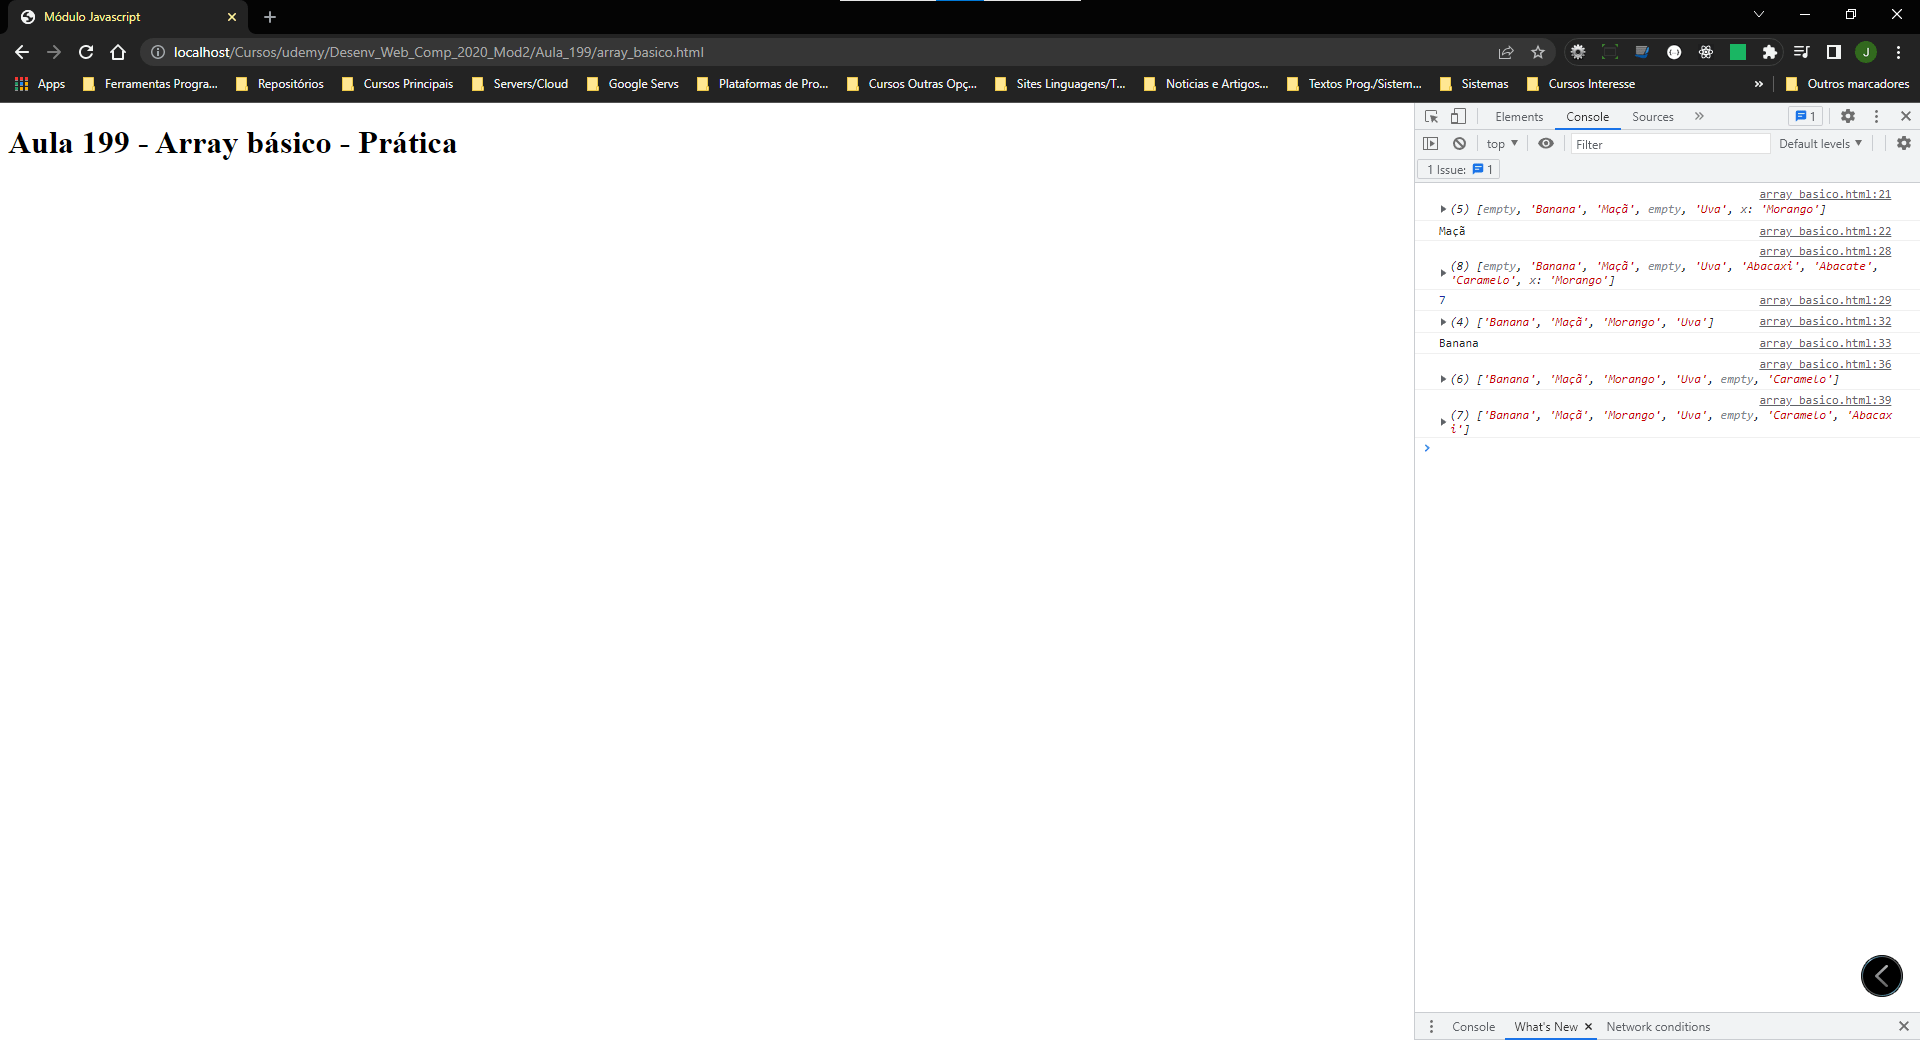 Módulo Javascript
localhost/Cursos/udemy/Desenv_Web_Comp_2020_Mod2/Aula_199/array_basico.html
J
Apps Ferramentas Progra... Repositórios Cursos Principais Servers/Cloud Google Servs Plataformas de Pro... Cursos Outras Opç... Sites Linguagens/T... Noticias e Artigos... Textos Prog./Sistem... Sistemas Cursos Interesse » Outros marcadores
Aula 199 - Array básico - Prática
Elements Console Sources » 1
top Filter Default levels
1 Issue: 1
array_basico.html:21
(5) [empty, 'Banana', 'Maçã', empty, 'Uva', x: 'Morango']
Maçã array_basico.html:22
array_basico.html:28
(8) [empty, 'Banana', 'Maçã', empty, 'Uva', 'Abacaxi', 'Abacate',
'Caramelo', x: 'Morango']
7 array_basico.html:29
(4) ['Banana', 'Maçã', 'Morango', 'Uva'] array_basico.html:32
Banana array_basico.html:33
array_basico.html:36
(6) ['Banana', 'Maçã', 'Morango', 'Uva', empty, 'Caramelo']
array_basico.html:39
(7) ['Banana', 'Maçã', 'Morango', 'Uva', empty, 'Caramelo', 'Abacax
i']
Console What's New Network conditions